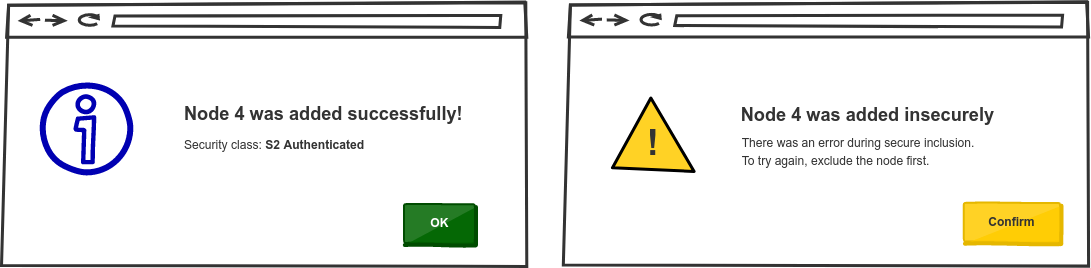 Node 4 was added successfully!
Security class: S2 Authenticated
OK
Node 4 was added insecurely
There was an error during secure inclusion.
To try again, exclude the node first.
Confirm